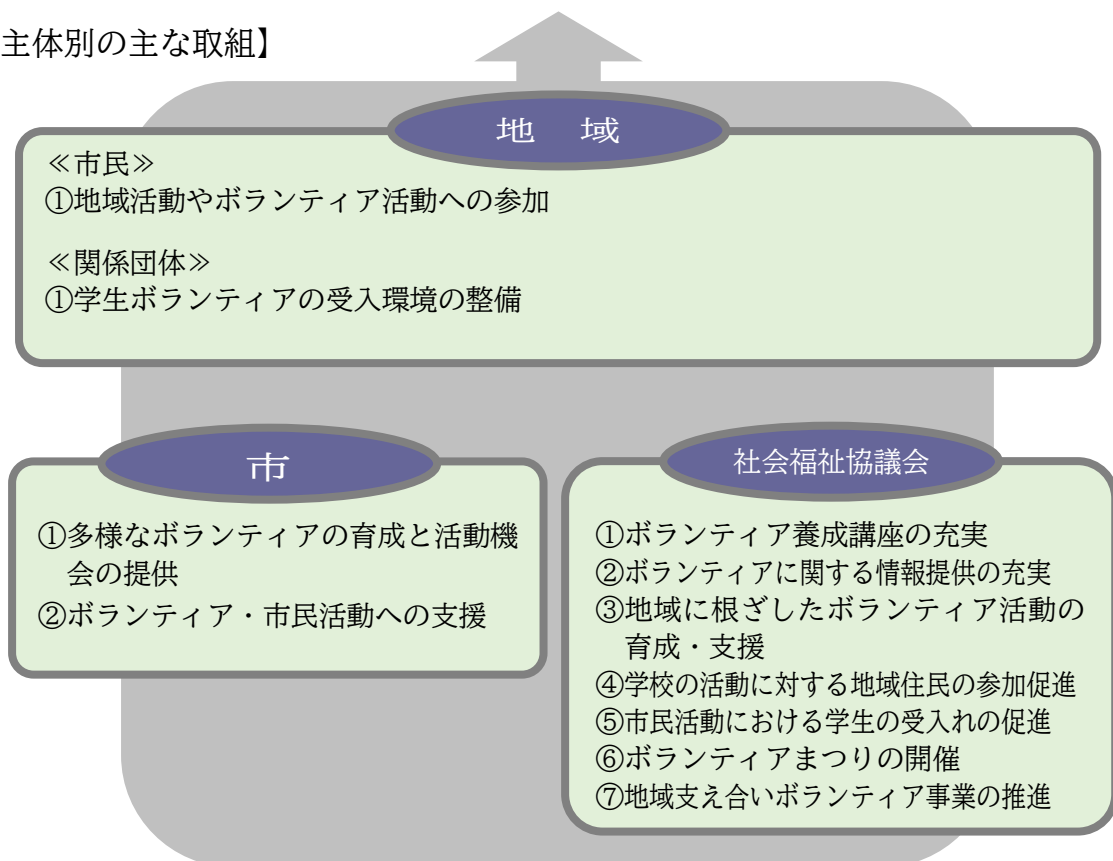 主体別の主な取組】
地 域
≪市民≫
①地域活動やボランティア活動への参加
≪関係団体≫
①学生ボランティアの受入環境の整備
市
①多様なボランティアの育成と活動機
会の提供
②ボランティア・市民活動への支援
社会福祉協議会
①ボランティア養成講座の充実
②ボランティアに関する情報提供の充実
③地域に根ざしたボランティア活動の
育成・支援
④学校の活動に対する地域住民の参加促進
⑤市民活動における学生の受入れの促進
⑥ボランティアまつりの開催
⑦地域支え合いボランティア事業の推進